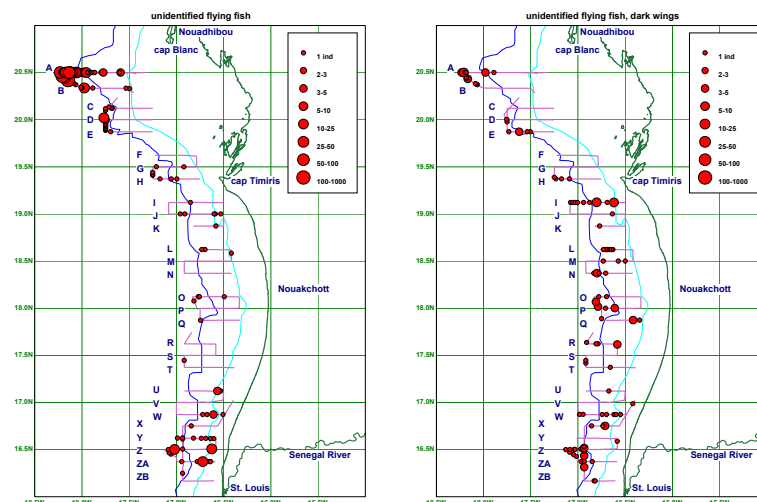 unidentified flying fish
Nouadhibou
cap Blanc
20.5N
20.0N
19.5N
19.0N
18.5N
18.0N
17.5N
17.0N
16.5N
A
B
C
D
E
F
G
H
I
J
K
L
M
N
O
P
Q
R
S
T
U
V
W
X
Y
Z
ZA
ZB
cap Timiris
Nouakchott
Senegal River
St. Louis
1 ind
2-3
3-5
5-10
10-25
25-50
50-100
100-1000
unidentified flying fish, dark wings
Nouadhibou
cap Blanc
20.5N
20.0N
19.5N
19.0N
18.5N
18.0N
17.5N
17.0N
16.5N
A
B
C
D
E
F
G
H
I
J
K
L
M
N
O
P
Q
R
S
T
U
V
W
X
Y
Z
ZA
ZB
cap Timiris
Nouakchott
Senegal River
St. Louis
1 ind
2-3
3-5
5-10
10-25
25-50
50-100
100-1000